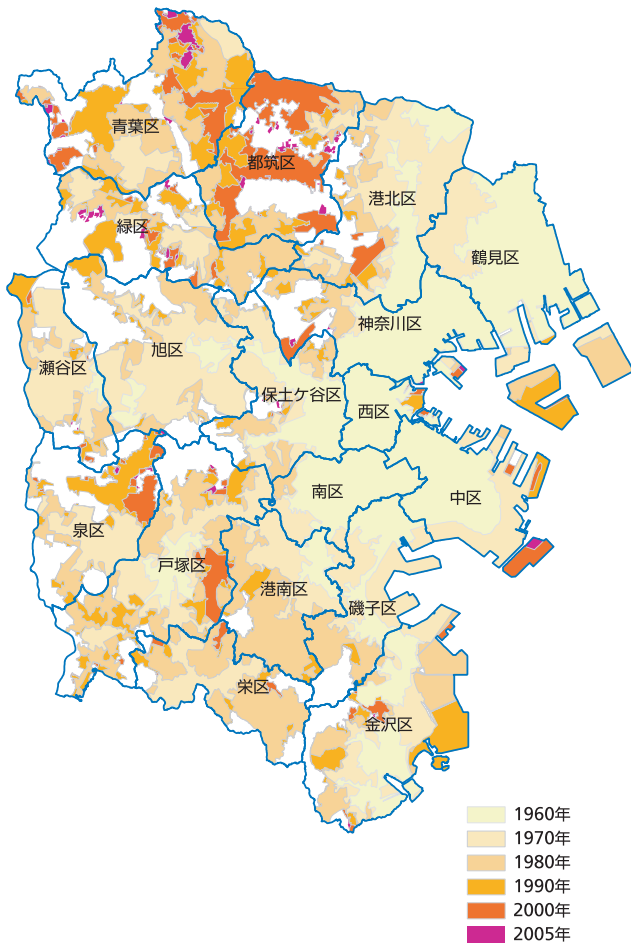 青葉区
都筑区
港北区
緑区
鶴見区
神奈川区
旭区
瀬谷区
保土ケ谷区
西区
南区
中区
泉区
戸塚区
港南区
磯子区
栄区
金沢区
1960年
1970年
1980年
1990年
2000年
2005年